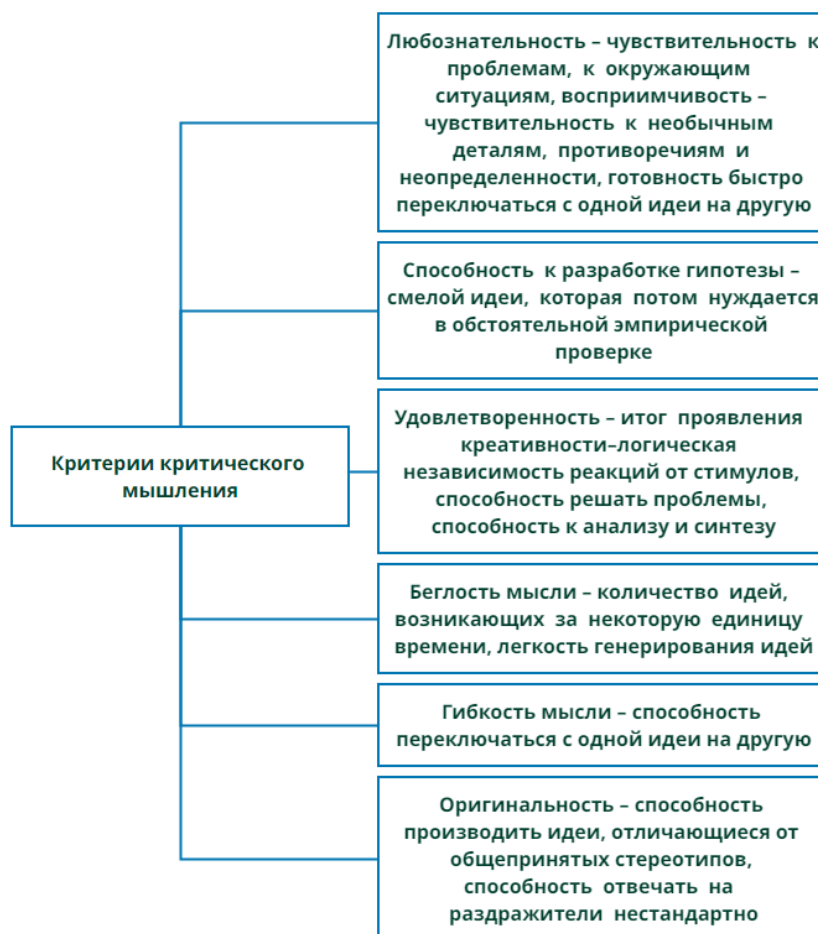 Любознательность – чувствительность к
проблемам, к окружающим
ситуациям, восприимчивость –
чувствительность к необычным
деталям, противоречиям и
неопределенности, готовность быстро
переключаться с одной идеи на другую
Способность к разработке гипотезы –
смелой идеи, которая потом нуждается
в обстоятельной эмпирической
проверке
Критерии критического
мышления
Удовлетворенность – итог проявления
креативности–логическая
независимость реакций от стимулов,
способность решать проблемы,
способность к анализу и синтезу
Беглость мысли – количество идей,
возникающих за некоторую единицу
времени, легкость генерирования идей
Гибкость мысли – способность
переключаться с одной идеи на другую
Оригинальность – способность
производить идеи, отличающиеся от
общепринятых стереотипов,
способность отвечать на
раздражители нестандартно